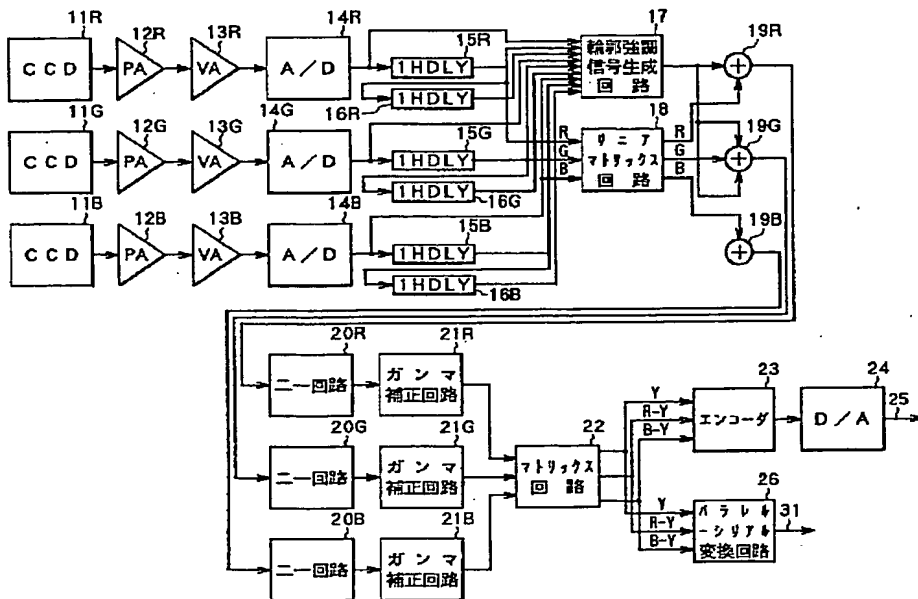 11R
12R
13R
14R
17
19R
CCD
PA
VA
A/D
15R
1HDLY
1HDLY
16R
輪郭強調
信号生成
回路
11G
12G
13G
14G
15G
18
R
R
19G
CCD
PA
VA
A/D
1HDLY
1HDLY
16G
G
B
リニア
マトリックス
回路
G
B
11B
12B
13B
14B
15B
19B
CCD
PA
VA
A/D
1HDLY
1HDLY
16B
20R
21R
ニー回路
ガンマ
補正回路
23
24
25
Y
R-Y
B-Y
エンコーダ
D/A
20G
21G
22
ニー回路
ガンマ
補正回路
マトリックス
回路
26
31
Y
R-Y
B-Y
パラレル
ーシリアル
変換回路
20B
21B
ニー回路
ガンマ
補正回路